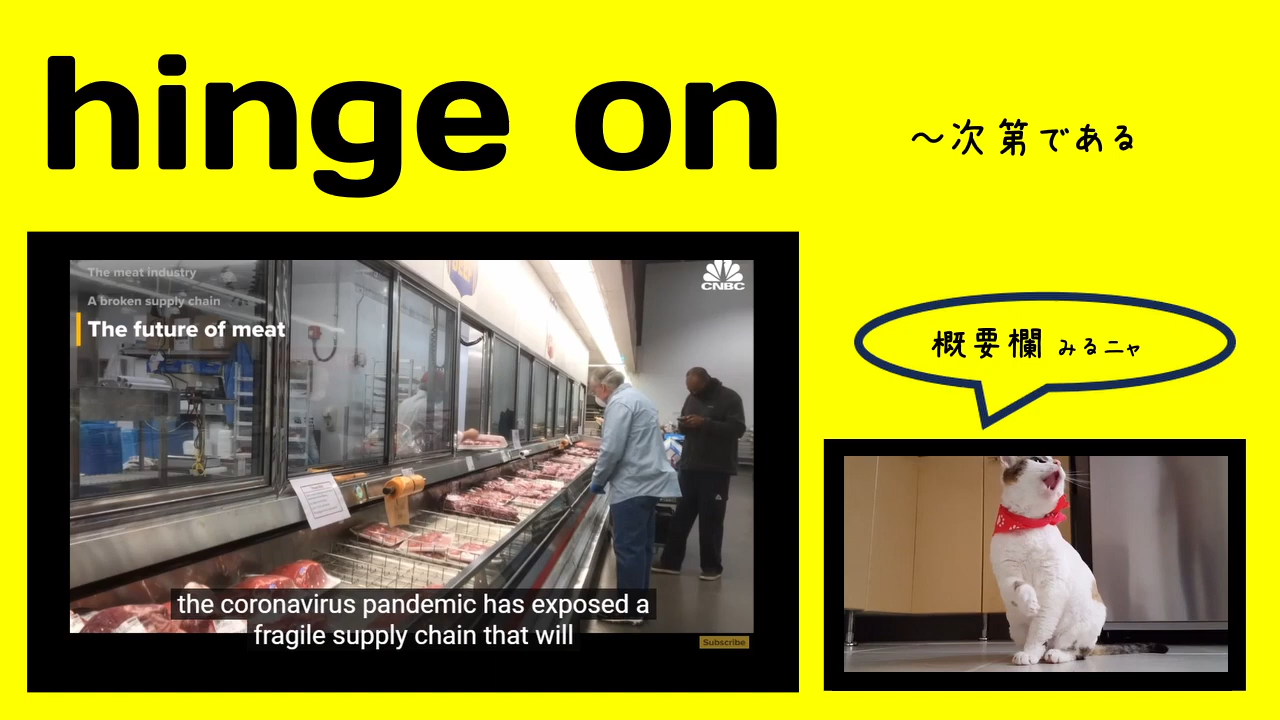 hinge on
～次第である
The meat industry
A broken supply chain
The future of meat
CNBC
the coronavirus pandemic has exposed a
fragile supply chain that will
Subscribe
概要欄 みるニャ